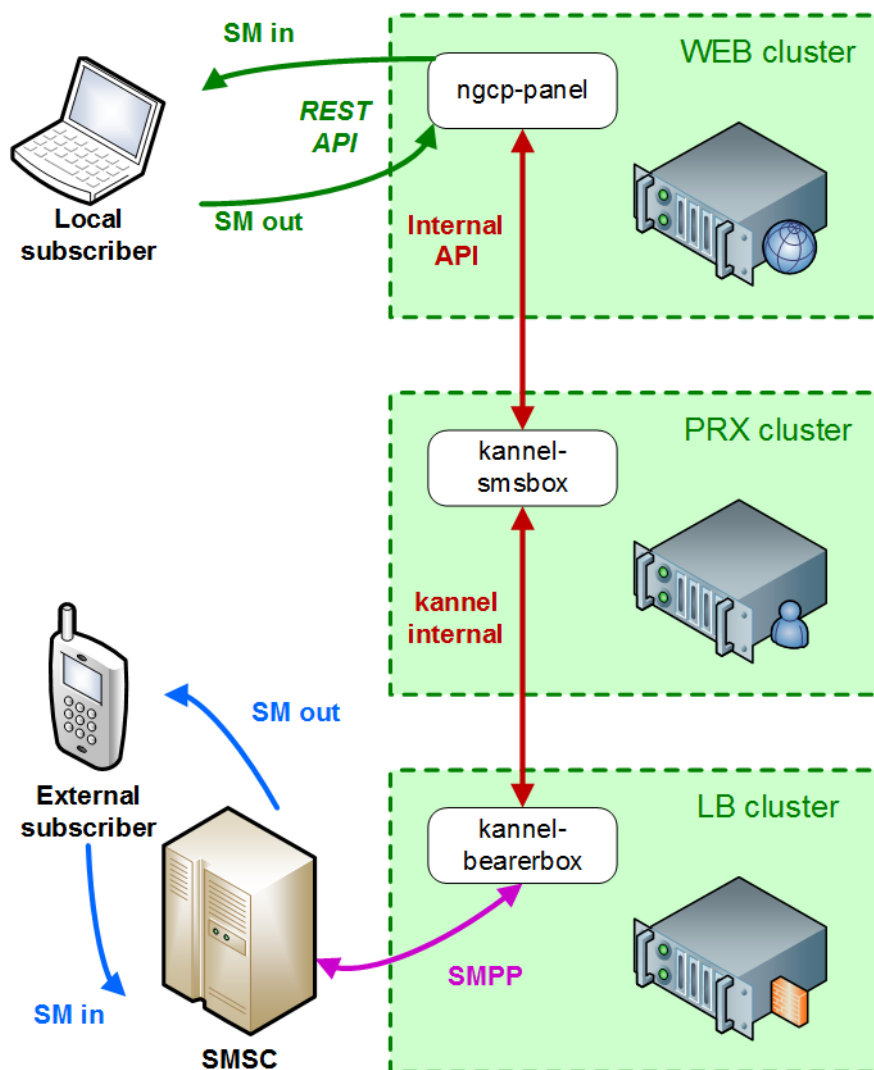 SM in
WEB cluster
ngcp-panel
REST
API
Local
subscriber
SM out
Internal
API
PRX cluster
kannel-
smsbox
kannel
internal
SM out
External
subscriber
LB cluster
kannel-
bearerbox
SMPP
SM in
SMSC